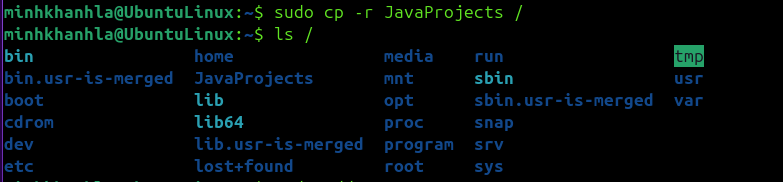 minhkhanhla@UbuntuLinux:~$ sudo cp -r JavaProjects /
minhkhanhla@UbuntuLinux:~$ ls /
bin home media run tmp
bin.usr-is-merged JavaProjects mnt sbin usr
boot lib opt sbin.usr-is-merged var
cdrom lib64 proc snap
dev lib.usr-is-merged program srv
etc lost+found root sys